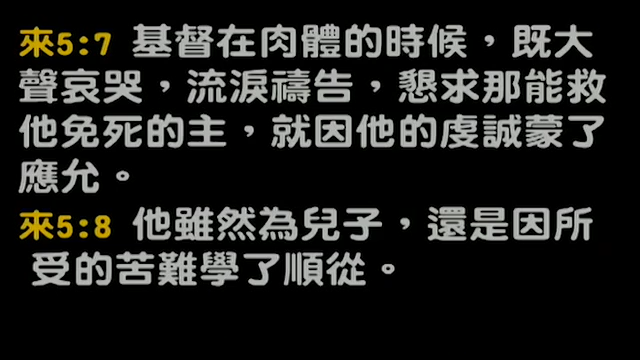 來5:7 基督在肉體的時候，既大
聲哀哭，流淚禱告，懇求那能救
他免死的主，就因他的虔誠蒙了
應允。
來5:8 他雖然為兒子，還是因所
受的苦難學了順從。